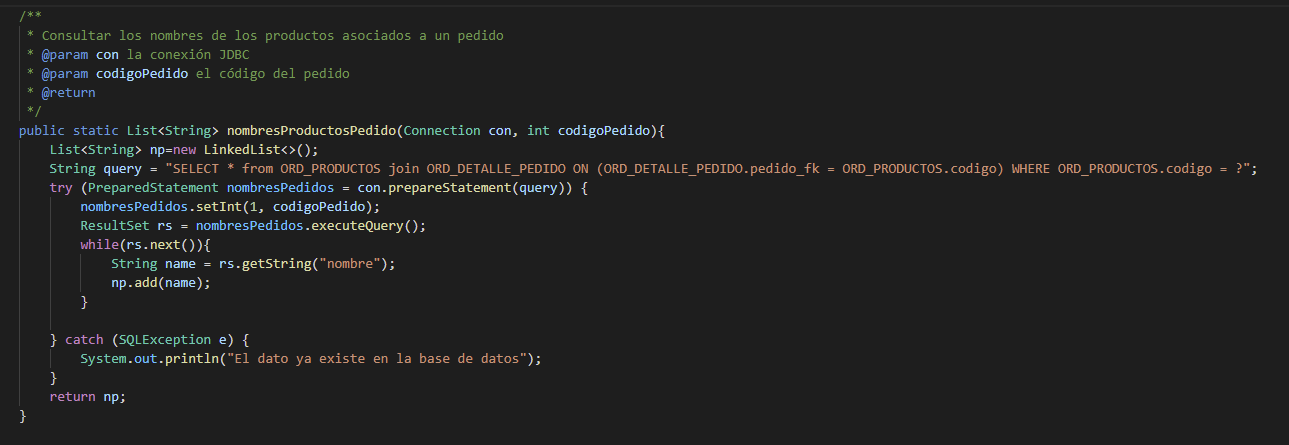 /**
 * Consultar los nombres de los productos asociados a un pedido
 * @param con la conexión JDBC
 * @param codigoPedido el código del pedido
 * @return
 */
public static List<String> nombresProductosPedido(Connection con, int codigoPedido){
    List<String> np=new LinkedList<>();
    String query = "SELECT * from ORD_PRODUCTOS join ORD_DETALLE_PEDIDO ON (ORD_DETALLE_PEDIDO.pedido_fk = ORD_PRODUCTOS.codigo) WHERE ORD_PRODUCTOS.codigo = ?";
    try (PreparedStatement nombresPedidos = con.prepareStatement(query)) {
        nombresPedidos.setInt(1, codigoPedido);
        ResultSet rs = nombresPedidos.executeQuery();
        while(rs.next()){
            String name = rs.getString("nombre");
            np.add(name);
        }
    } catch (SQLException e) {
        System.out.println("El dato ya existe en la base de datos");
    }
    return np;
}